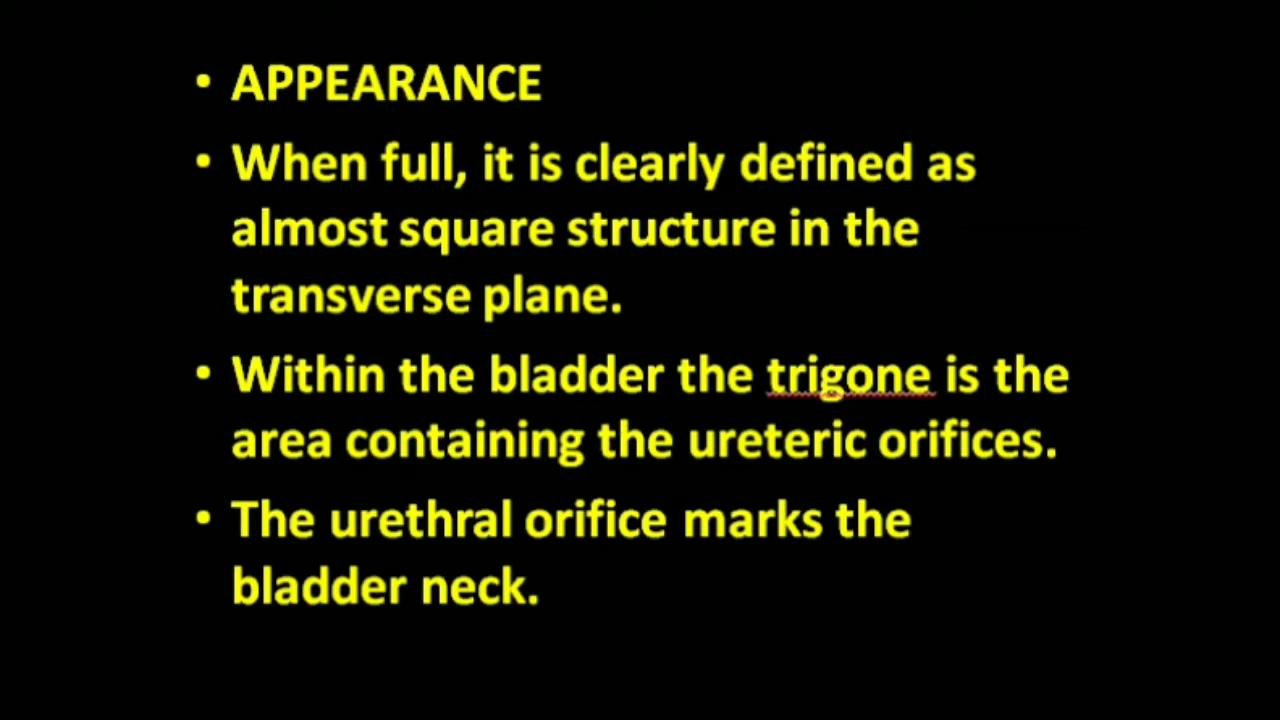 • APPEARANCE
• When full, it is clearly defined as
almost square structure in the
transverse plane.
• Within the bladder the trigone is the
area containing the ureteric orifices.
• The urethral orifice marks the
bladder neck.